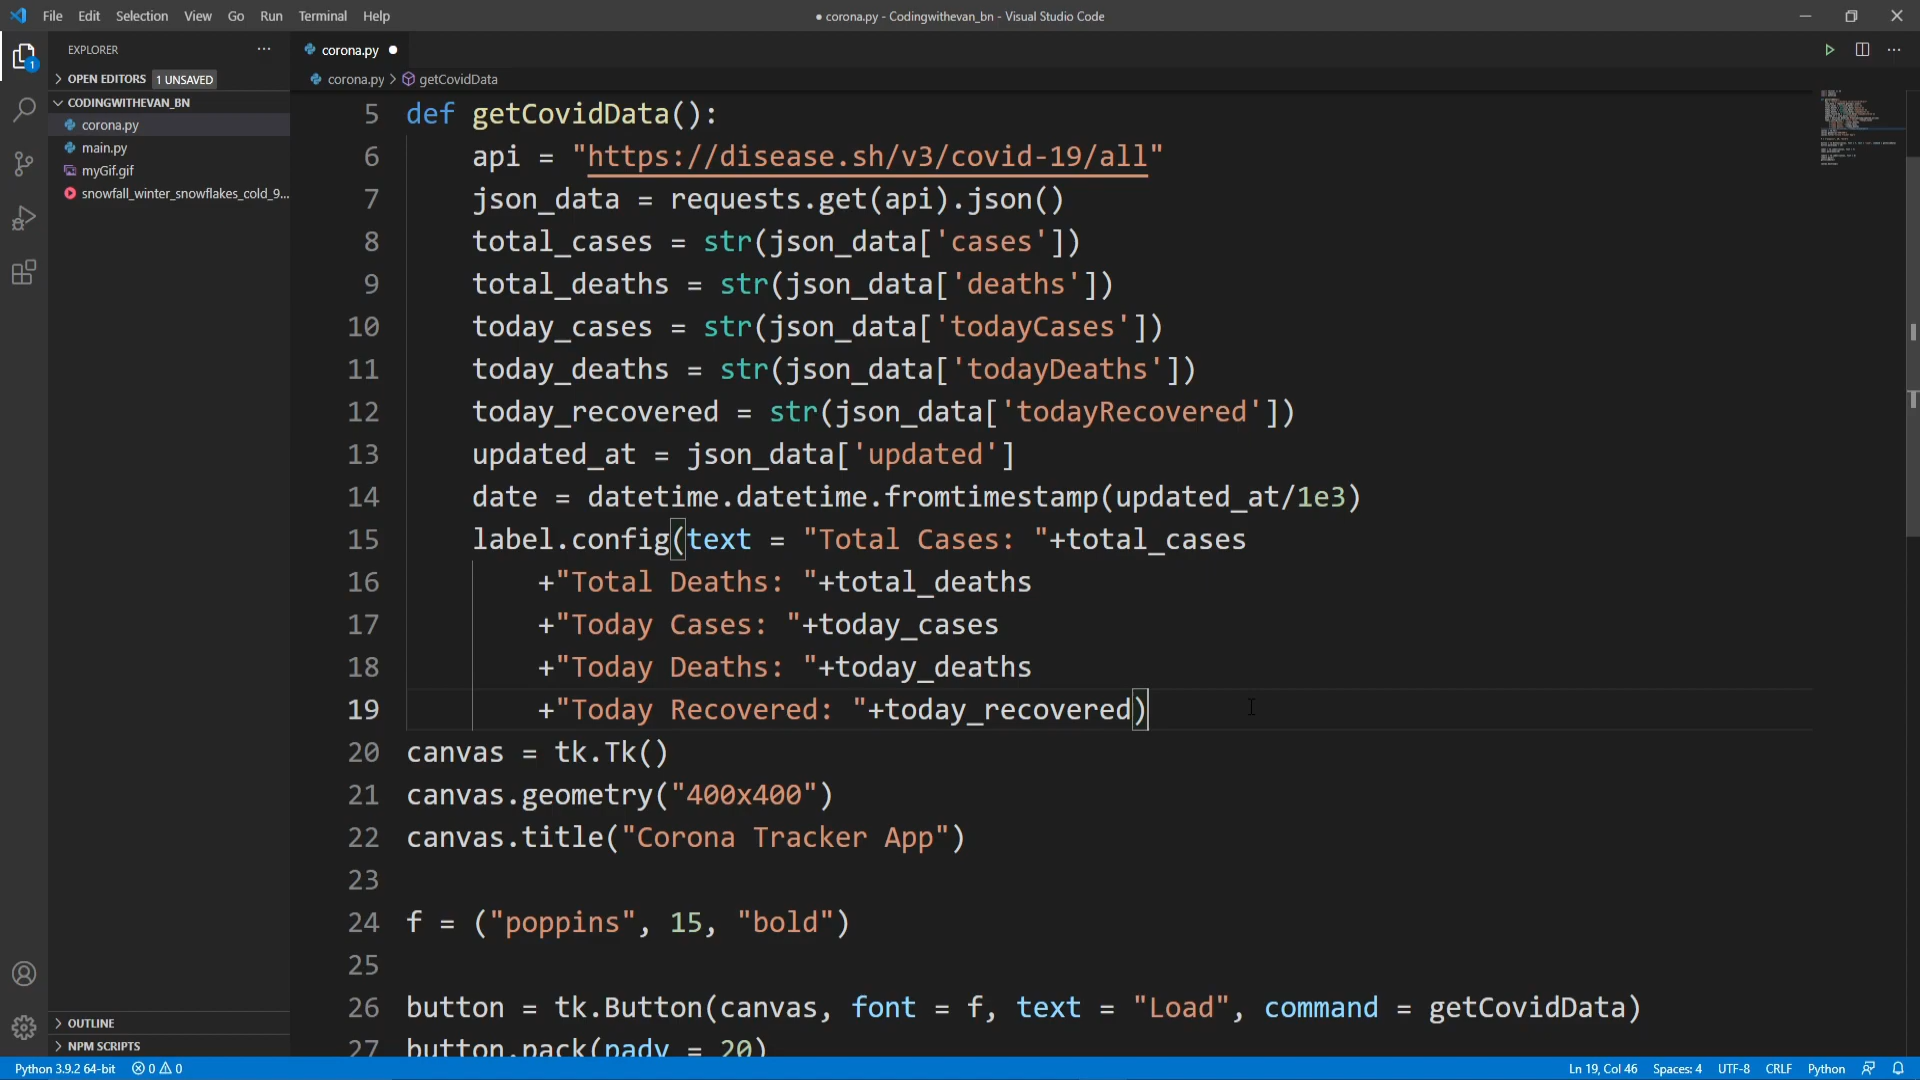 File Edit Selection View Go Run Terminal Help
● corona.py - Codingwithevan_bn - Visual Studio Code
EXPLORER ...
OPEN EDITORS 1 UNSAVED
CODINGWITHEVAN_BN
corona.py
main.py
myGif.gif
snowfall_winter_snowflakes_cold_9...
OUTLINE
NPM SCRIPTS
1
corona.py ●
corona.py > getCovidData
5 def getCovidData():
6 api = "https://disease.sh/v3/covid-19/all"
7 json_data = requests.get(api).json()
8 total_cases = str(json_data['cases'])
9 total_deaths = str(json_data['deaths'])
10 today_cases = str(json_data['todayCases'])
11 today_deaths = str(json_data['todayDeaths'])
12 today_recovered = str(json_data['todayRecovered'])
13 updated_at = json_data['updated']
14 date = datetime.datetime.fromtimestamp(updated_at/1e3)
15 label.config(text = "Total Cases: "+total_cases
16 +"Total Deaths: "+total_deaths
17 +"Today Cases: "+today_cases
18 +"Today Deaths: "+today_deaths
19 +"Today Recovered: "+today_recovered)
20 canvas = tk.Tk()
21 canvas.geometry("400x400")
22 canvas.title("Corona Tracker App")
23
24 f = ("poppins", 15, "bold")
25
26 button = tk.Button(canvas, font = f, text = "Load", command = getCovidData)
27 button.pack(pady = 20)
Python 3.9.2 64-bit 0 0 Ln 19, Col 46 Spaces: 4 UTF-8 CRLF Python